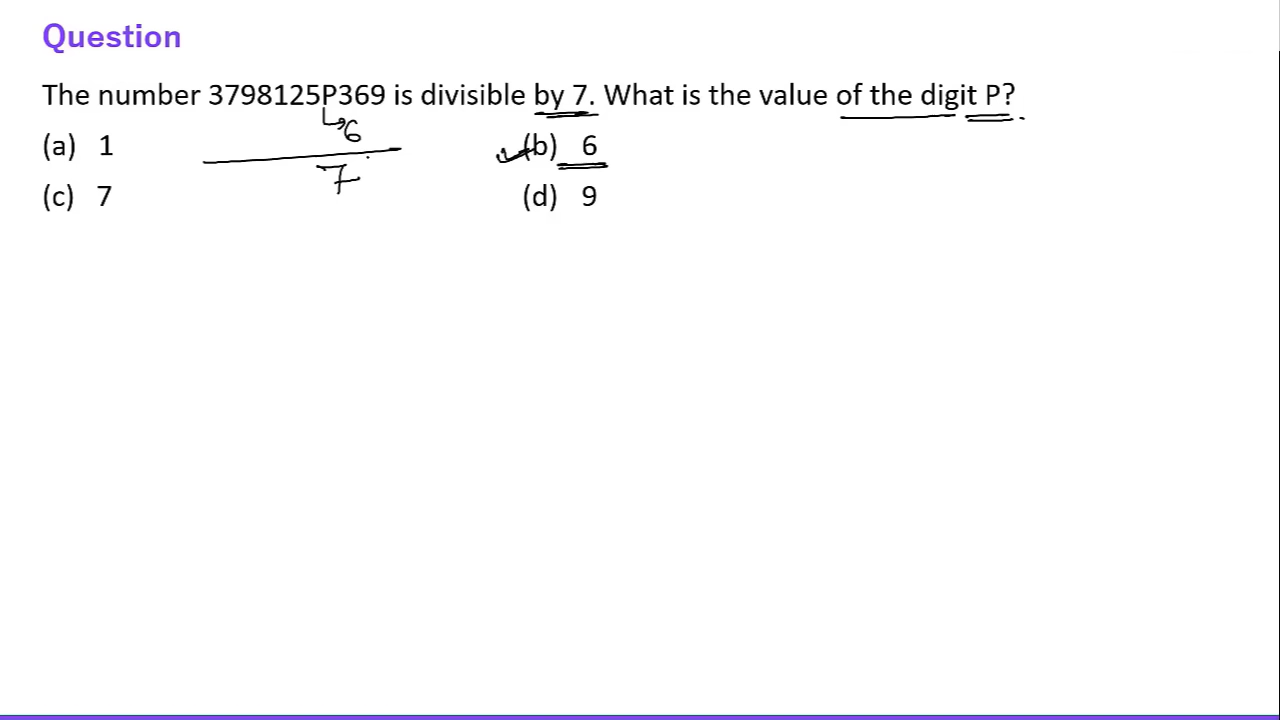 Question
The number 3798125P369 is divisible by 7. What is the value of the digit P?
6
(a) 1 (b) 6
7
(c) 7 (d) 9